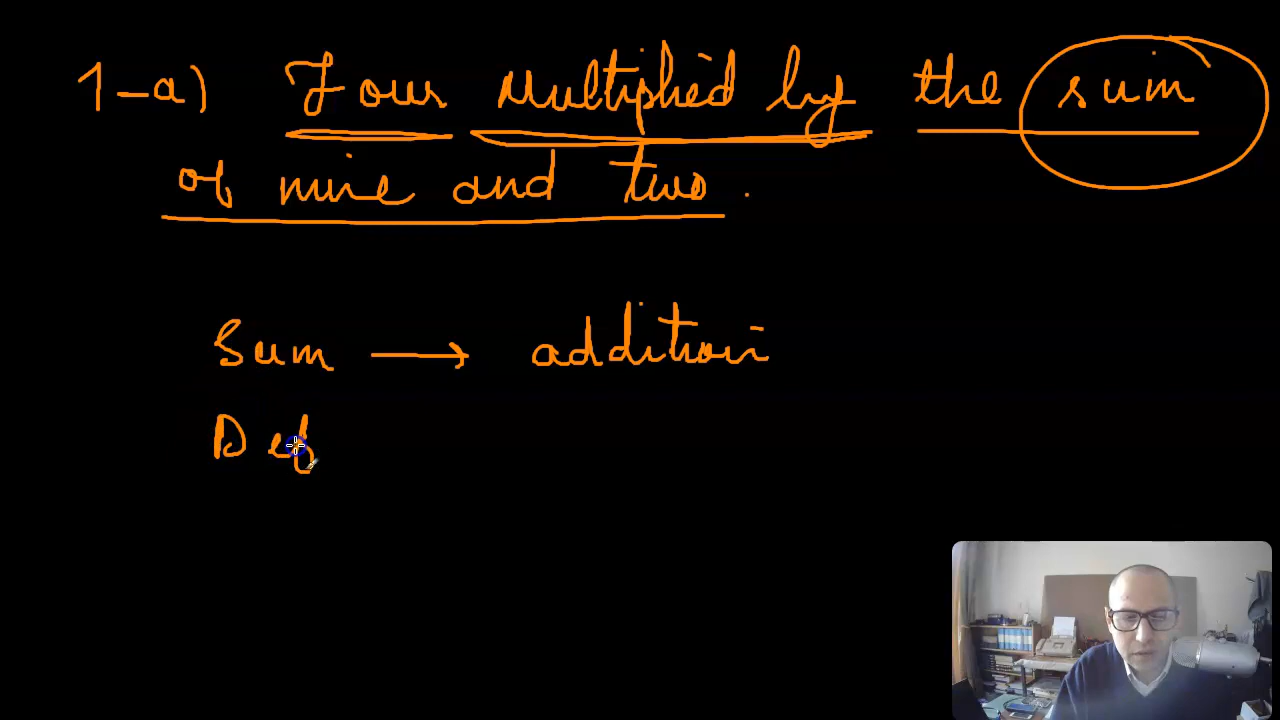 1-a) Four Multiplied by the sum
of nine and two.
Sum → addition
Def